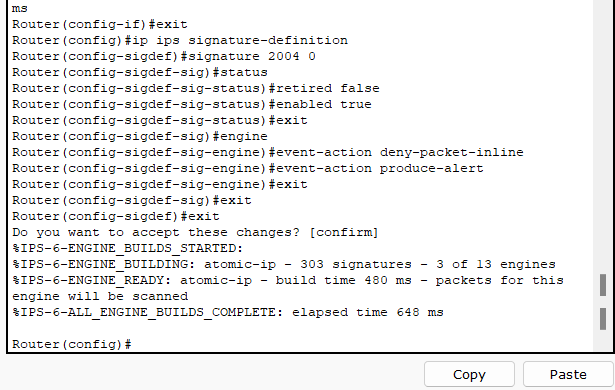 ms
Router(config-if)#exit
Router(config)#ip ips signature-definition
Router(config-sigdef)#signature 2004 0
Router(config-sigdef-sig)#status
Router(config-sigdef-sig-status)#retired false
Router(config-sigdef-sig-status)#enabled true
Router(config-sigdef-sig-status)#exit
Router(config-sigdef-sig)#engine
Router(config-sigdef-sig-engine)#event-action deny-packet-inline
Router(config-sigdef-sig-engine)#event-action produce-alert
Router(config-sigdef-sig-engine)#exit
Router(config-sigdef-sig)#exit
Router(config-sigdef)#exit
Do you want to accept these changes? [confirm]
%IPS-6-ENGINE_BUILDS_STARTED:
%IPS-6-ENGINE_BUILDING: atomic-ip - 303 signatures - 3 of 13 engines
%IPS-6-ENGINE_READY: atomic-ip - build time 480 ms - packets for this
engine will be scanned
%IPS-6-ALL_ENGINE_BUILDS_COMPLETE: elapsed time 648 ms
Router(config)#
Copy Paste